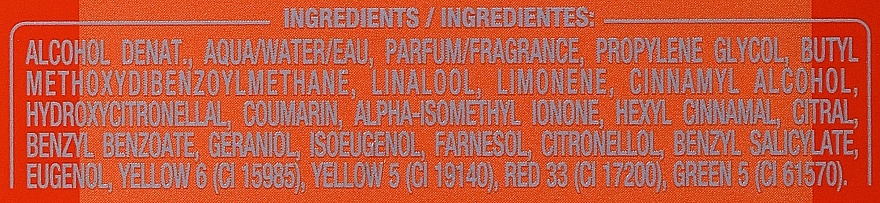 INGREDIENTS / INGREDIENTES:
ALCOHOL DENAT., AQUA/WATER/EAU, PARFUM/FRAGRANCE, PROPYLENE GLYCOL, BUTYL
METHOXYDIBENZOYLMETHANE, LINALOOL, LIMONENE, CINNAMYL ALCOHOL,
HYDROXYCITRONELLAL, COUMARIN, ALPHA-ISOMETHYL IONONE, HEXYL CINNAMAL, CITRAL,
BENZYL BENZOATE, GERANIOL, ISOEUGENOL, FARNESOL, CITRONELLOL, BENZYL SALICYLATE,
EUGENOL, YELLOW 6 (CI 15985), YELLOW 5 (CI 19140), RED 33 (CI 17200), GREEN 5 (CI 61570).